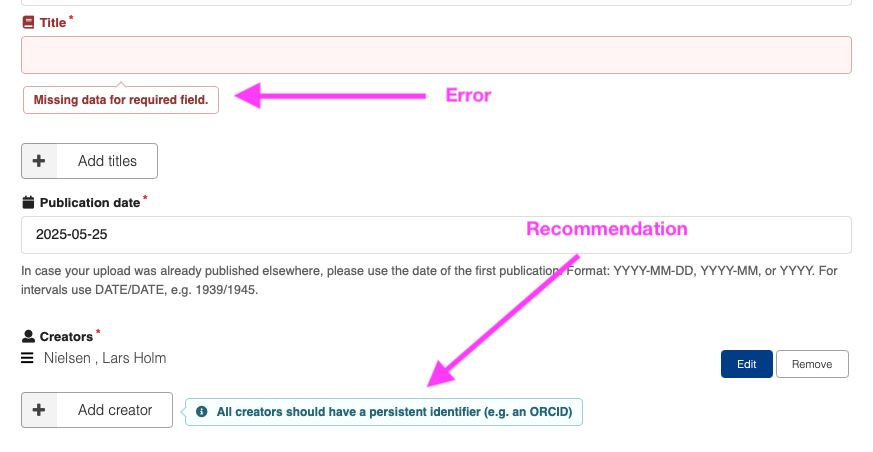 Title *
Missing data for required field.
Error
Add titles
Publication date *
2025-05-25
Recommendation
In case your upload was already published elsewhere, please use the date of the first publication. Format: YYYY-MM-DD, YYYY-MM, or YYYY. For
intervals use DATE/DATE, e.g. 1939/1945.
Creators *
Nielsen , Lars Holm
Edit
Remove
Add creator
All creators should have a persistent identifier (e.g. an ORCID)